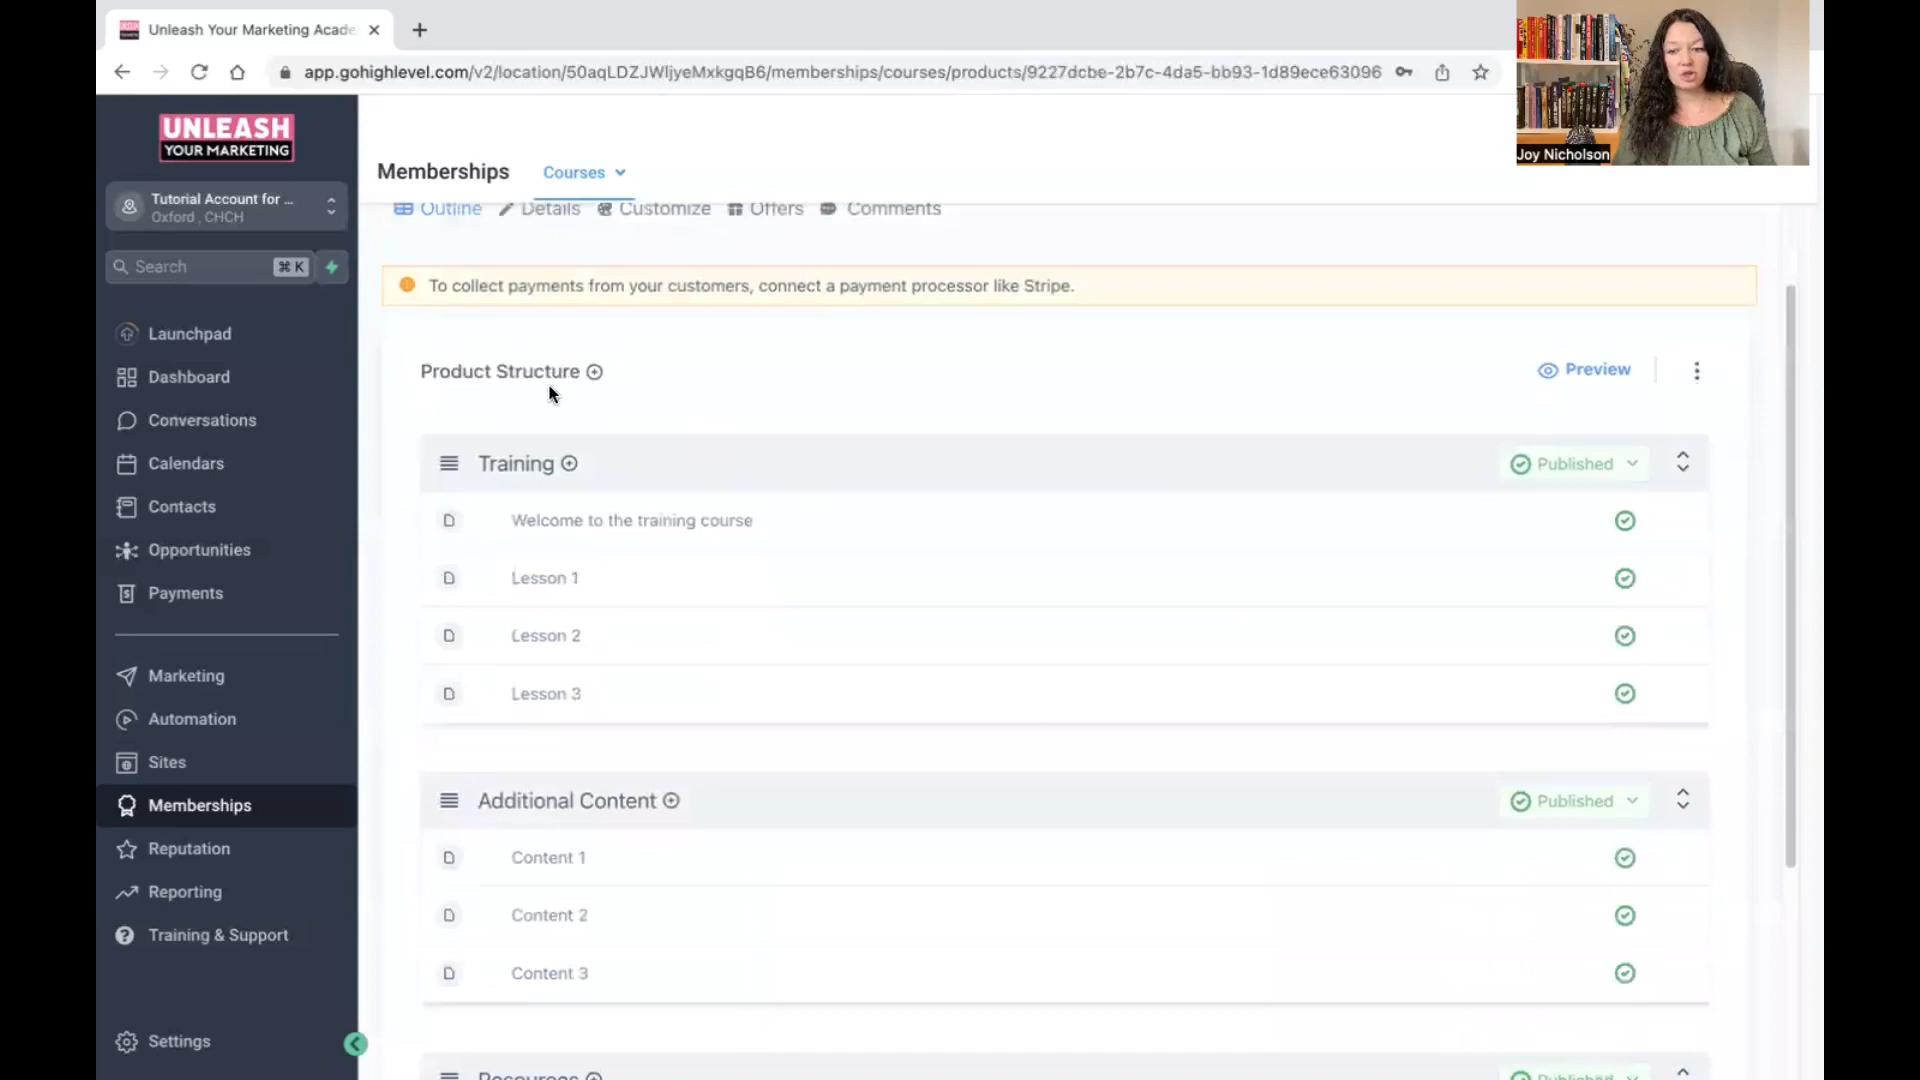 Unleash Your Marketing Acade
app.gohighlevel.com/v2/location/50aqLDZJWljyeMxkgqB6/memberships/courses/products/9227dcbe-2b7c-4da5-bb93-1d89ece63096
Joy Nicholson
UNLEASH
YOUR MARKETING
Tutorial Account for ...
Oxford , CHCH
Search
⌘ K
Launchpad
Dashboard
Conversations
Calendars
Contacts
Opportunities
Payments
Marketing
Automation
Sites
Memberships
Reputation
Reporting
Training & Support
Settings
Memberships
Courses
Outline Details Customize Offers Comments
To collect payments from your customers, connect a payment processor like Stripe.
Product Structure
Preview
Training
Published
Welcome to the training course
Lesson 1
Lesson 2
Lesson 3
Additional Content
Published
Content 1
Content 2
Content 3
Resources
Published